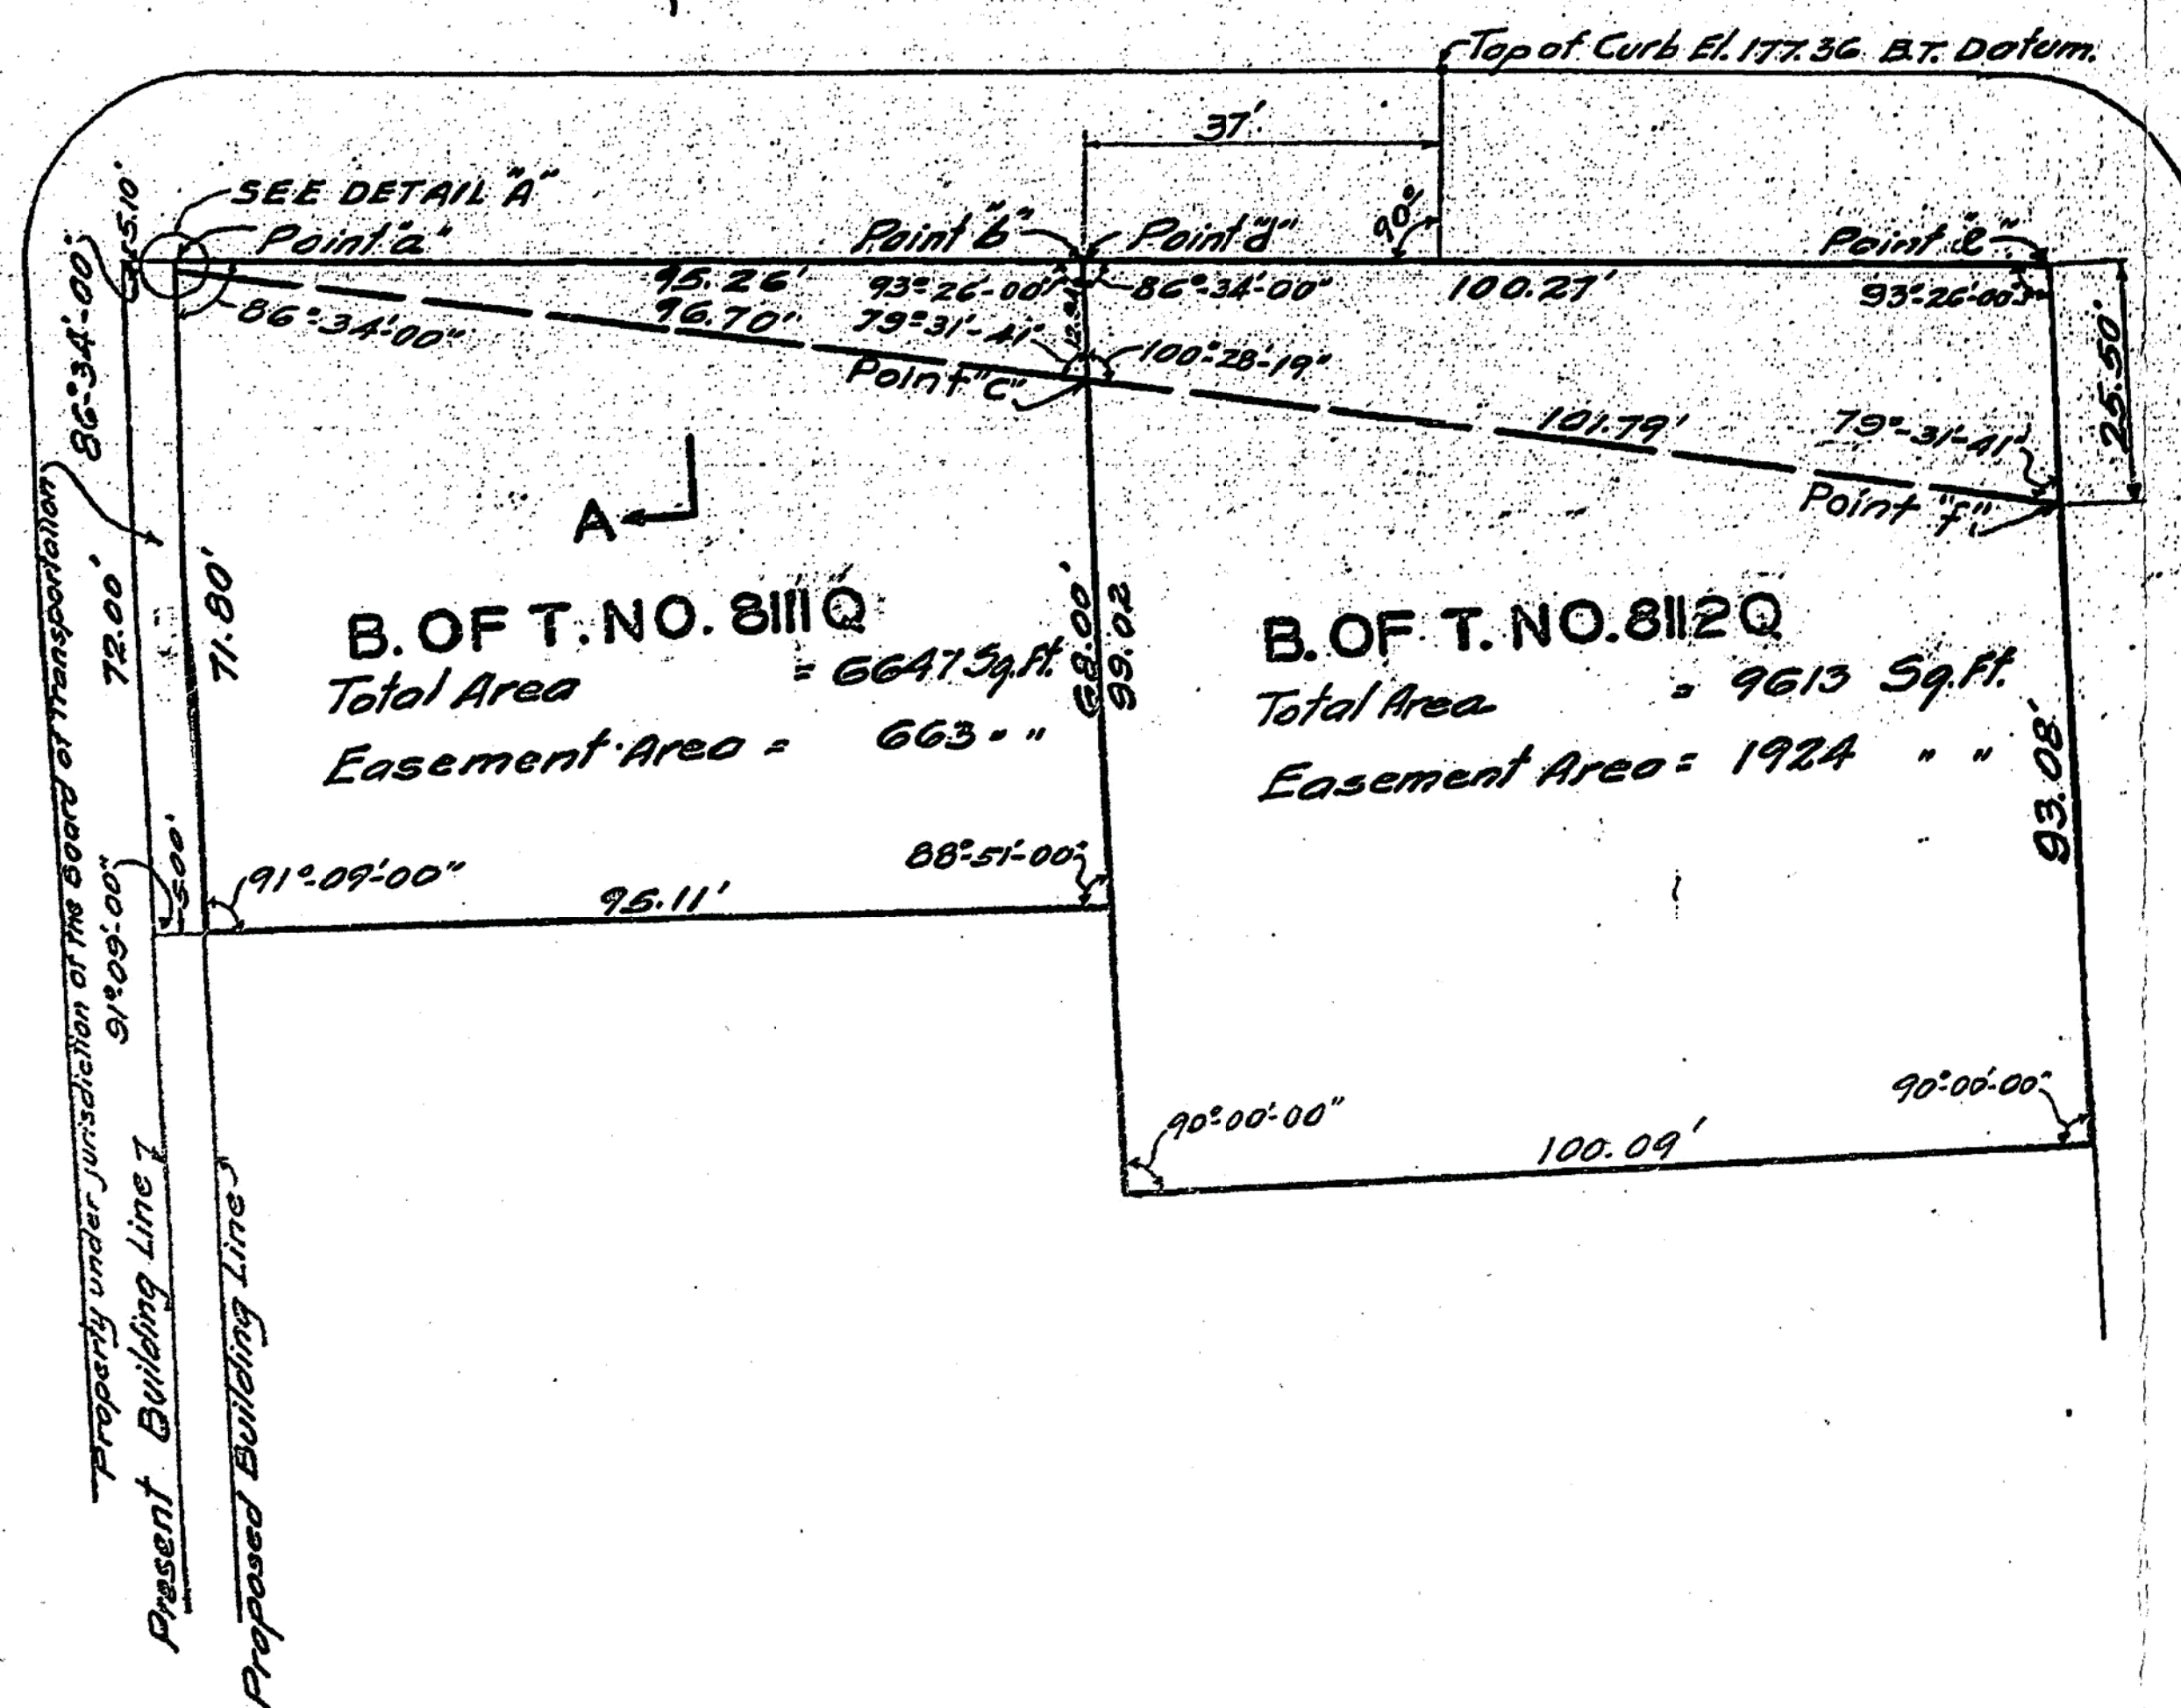 Top of Curb El. 177.36 B.T. Datum.
37'
5.10'
SEE DETAIL "A"
90°
Point "a"
Point "b"
Point "d"
Point "e"
86°-34'-00"
95.26'
93°-26'-00"
86°-34'-00"
100.27'
93°-26'-00"
86°-34'-00"
96.70'
79°-31'-41"
100°-28'-19"
25.50'
Point "c"
101.79'
79°-31'-41"
Point "f"
A
Property under jurisdiction of the Board of Transportation
72.00'
71.80'
68.00'
99.02
B. OF T. NO. 8111Q
Total Area = 6647 Sq. Ft.
Easement Area = 663 " "
B. OF T. NO. 8112Q
Total Area = 9613 Sq. Ft.
Easement Area = 1924 " "
93.08'
5.00'
91°-09'-00"
91°-09'-00"
95.11'
88°-51'-00"
90°-00'-00"
100.09'
90°-00'-00"
Present Building Line
Proposed Building Line